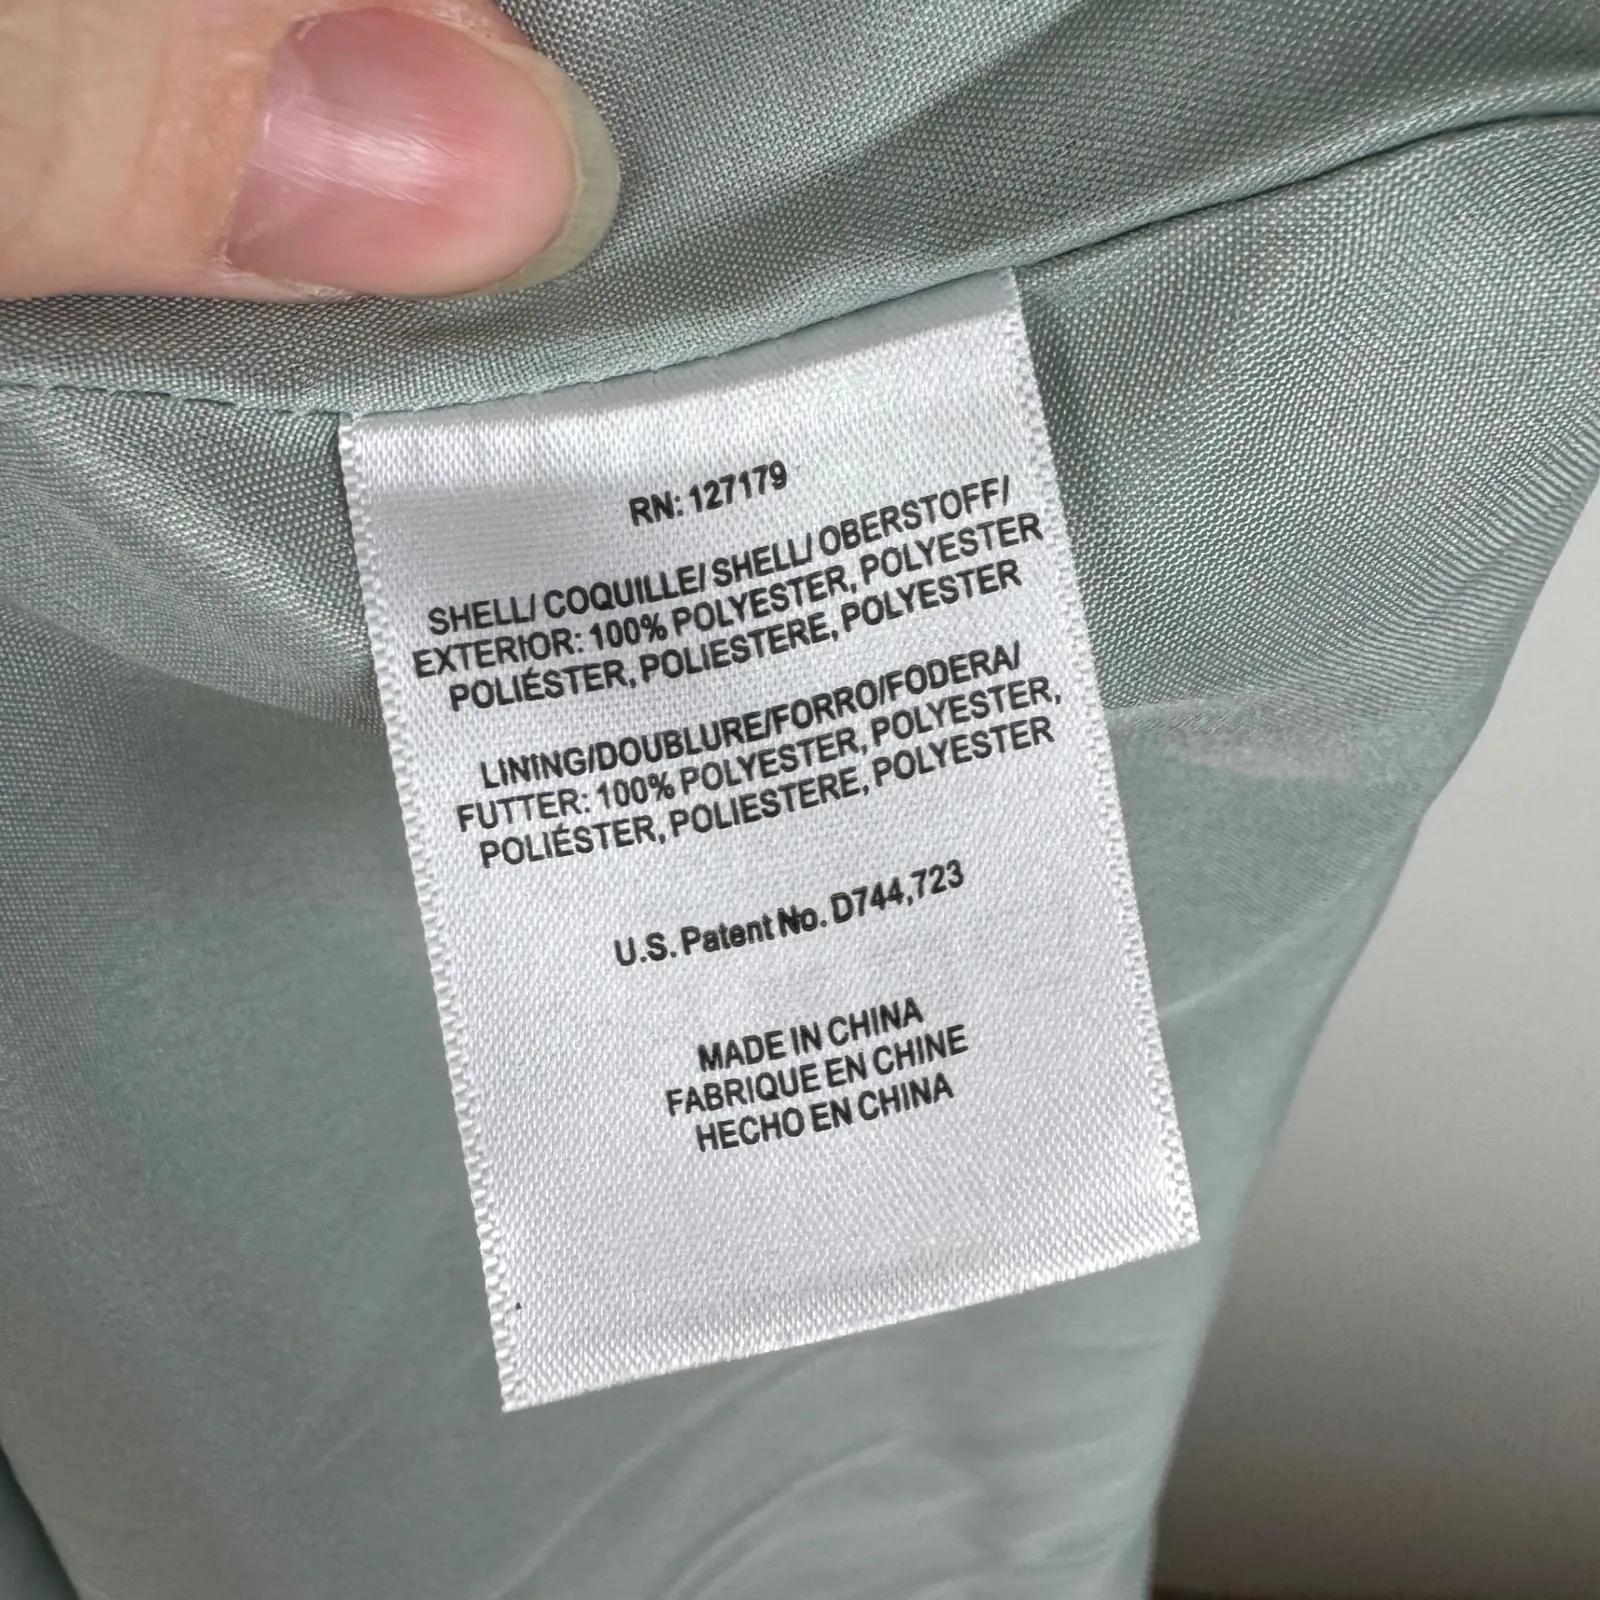 RN: 127179
SHELL/ COQUILLE/ SHELL/ OBERSTOFF/
EXTERIOR: 100% POLYESTER, POLYESTER
POLIÉSTER, POLIESTERE, POLYESTER
LINING/DOUBLURE/FORRO/FODERA/
FUTTER: 100% POLYESTER, POLYESTER,
POLIÉSTER, POLIESTERE, POLYESTER
U.S. Patent No. D744,723
MADE IN CHINA
FABRIQUE EN CHINE
HECHO EN CHINA